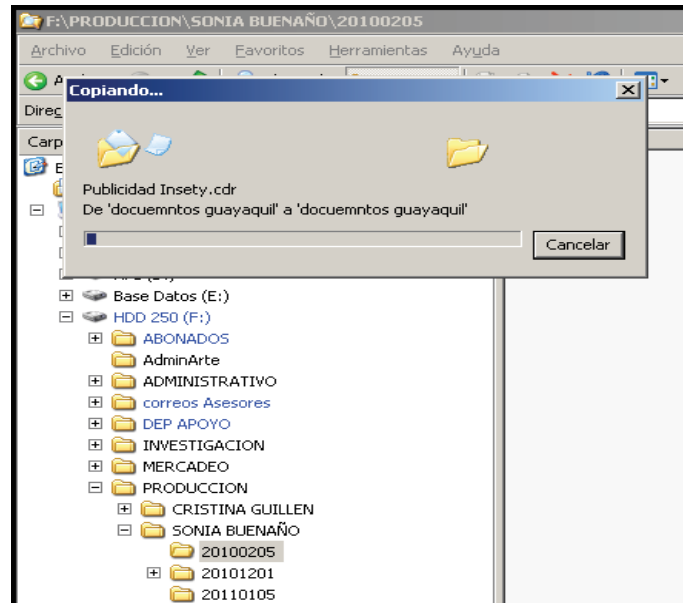 F:\PRODUCCION\SONIA BUENAÑO\20100205
Archivo Edición Ver Favoritos Herramientas Ayuda
Copiando...
Direc
Carp
Publicidad Insety.cdr
De 'docuemntos guayaquil' a 'docuemntos guayaquil'
Cancelar
Base Datos (E:)
HDD 250 (F:)
ABONADOS
AdminArte
ADMINISTRATIVO
correos Asesores
DEP APOYO
INVESTIGACION
MERCADEO
PRODUCCION
CRISTINA GUILLEN
SONIA BUENAÑO
20100205
20101201
20110105